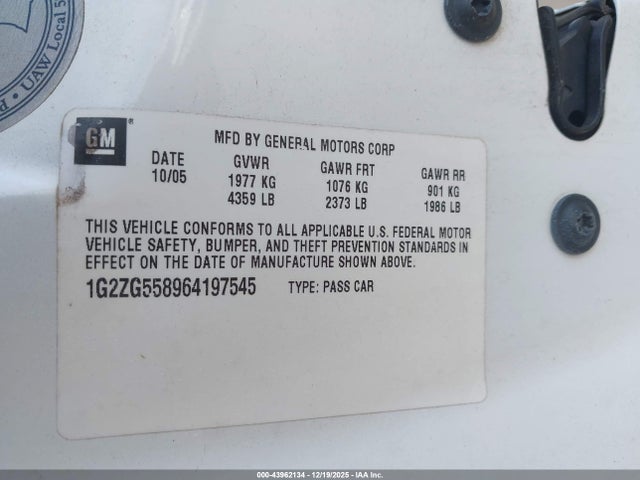 UAW Local 5
GM
MFD BY GENERAL MOTORS CORP
DATE GVWR GAWR FRT GAWR RR
10/05 1977 KG 1076 KG 901 KG
4359 LB 2373 LB 1986 LB
THIS VEHICLE CONFORMS TO ALL APPLICABLE U.S. FEDERAL MOTOR
VEHICLE SAFETY, BUMPER, AND THEFT PREVENTION STANDARDS IN
EFFECT ON THE DATE OF MANUFACTURE SHOWN ABOVE.
1G2ZG558964197545 TYPE: PASS CAR
000-43962134 - 12/19/2025 - IAA, Inc.